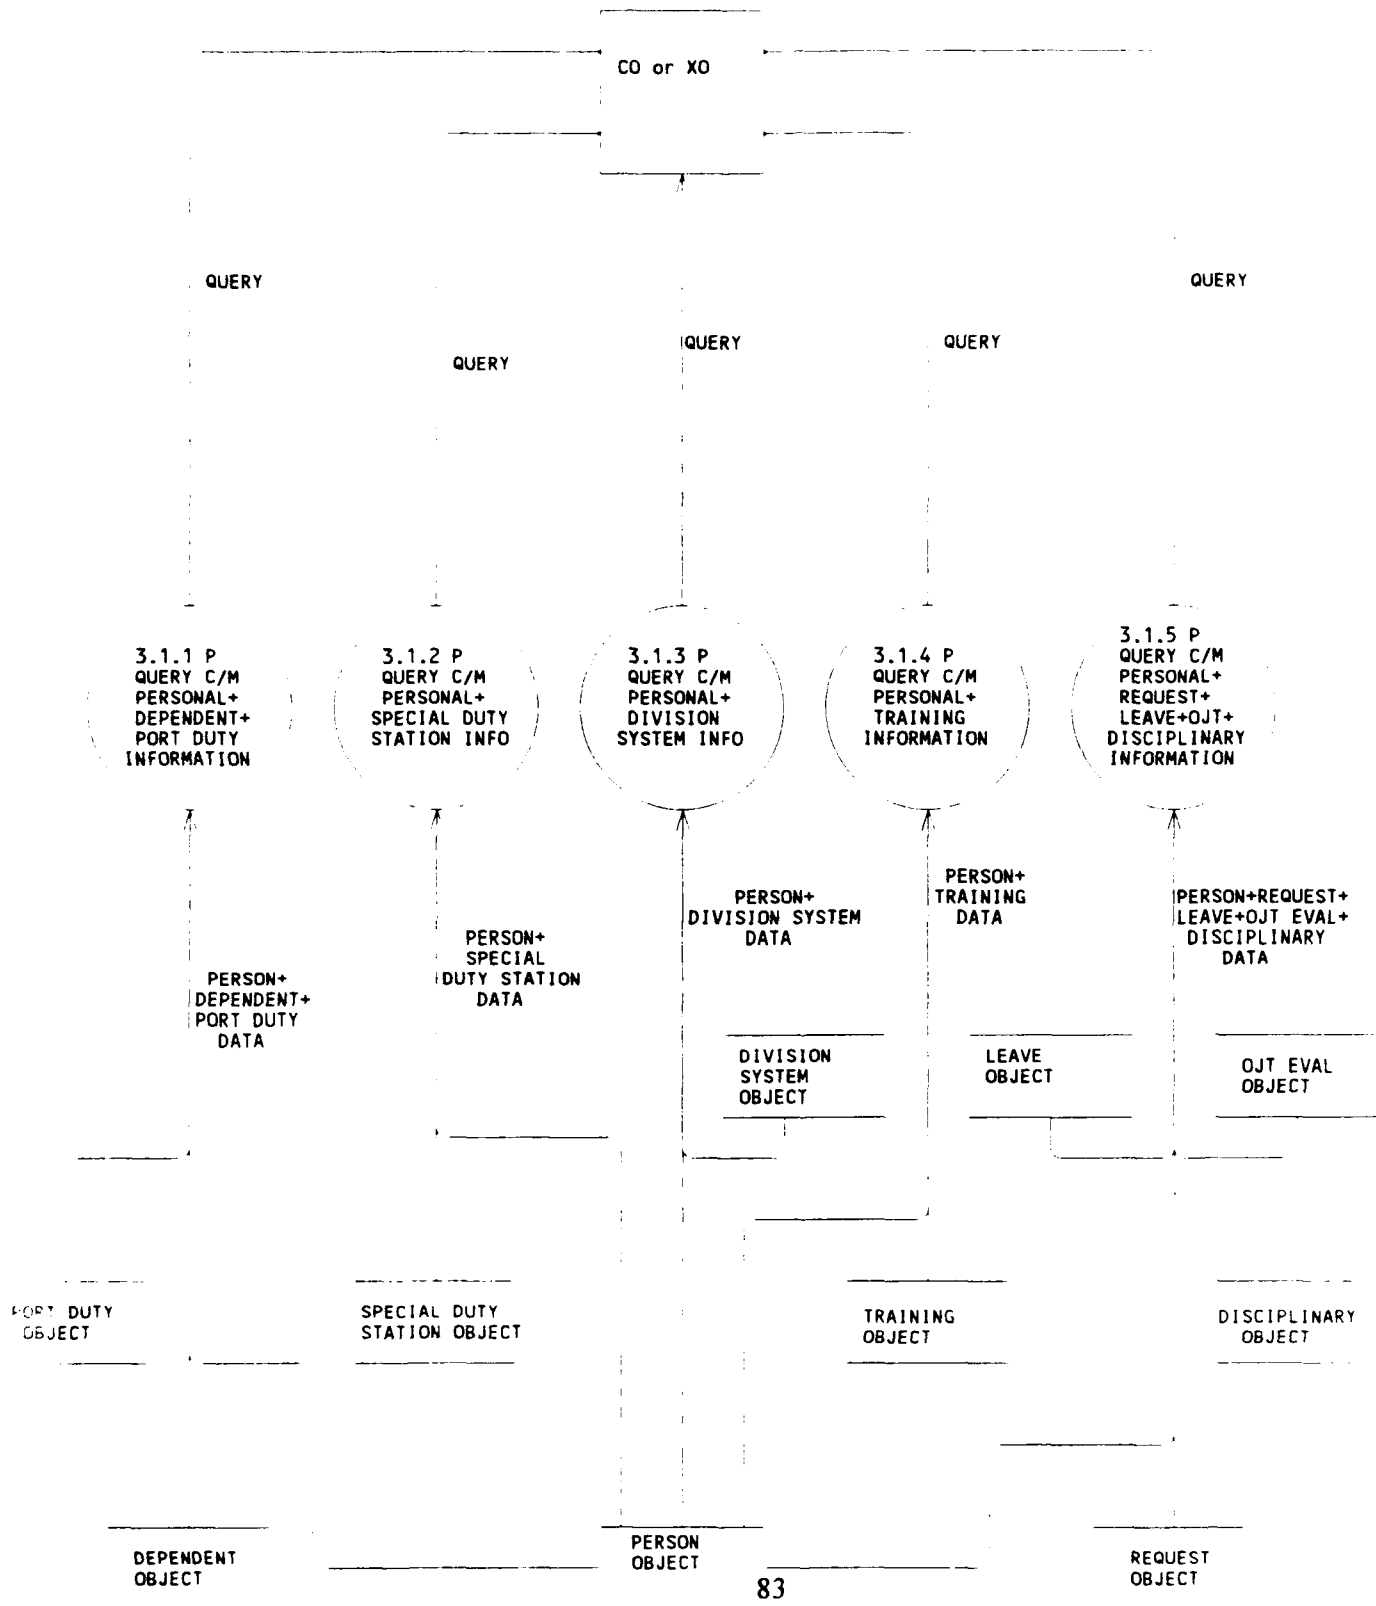 CO or XO
QUERY
QUERY
QUERY
QUERY
QUERY
3.1.1 P
QUERY C/M
PERSONAL+
DEPENDENT+
PORT DUTY
INFORMATION
3.1.2 P
QUERY C/M
PERSONAL+
SPECIAL DUTY
STATION INFO
3.1.3 P
QUERY C/M
PERSONAL+
DIVISION
SYSTEM INFO
3.1.4 P
QUERY C/M
PERSONAL+
TRAINING
INFORMATION
3.1.5 P
QUERY C/M
PERSONAL+
REQUEST+
LEAVE+OJT+
DISCIPLINARY
INFORMATION
PERSON+
DEPENDENT+
PORT DUTY
DATA
PERSON+
SPECIAL
DUTY STATION
DATA
PERSON+
DIVISION SYSTEM
DATA
PERSON+
TRAINING
DATA
PERSON+REQUEST+
LEAVE+OJT EVAL+
DISCIPLINARY
DATA
DIVISION
SYSTEM
OBJECT
LEAVE
OBJECT
OJT EVAL
OBJECT
PORT DUTY
OBJECT
SPECIAL DUTY
STATION OBJECT
TRAINING
OBJECT
DISCIPLINARY
OBJECT
DEPENDENT
OBJECT
PERSON
OBJECT
REQUEST
OBJECT
83